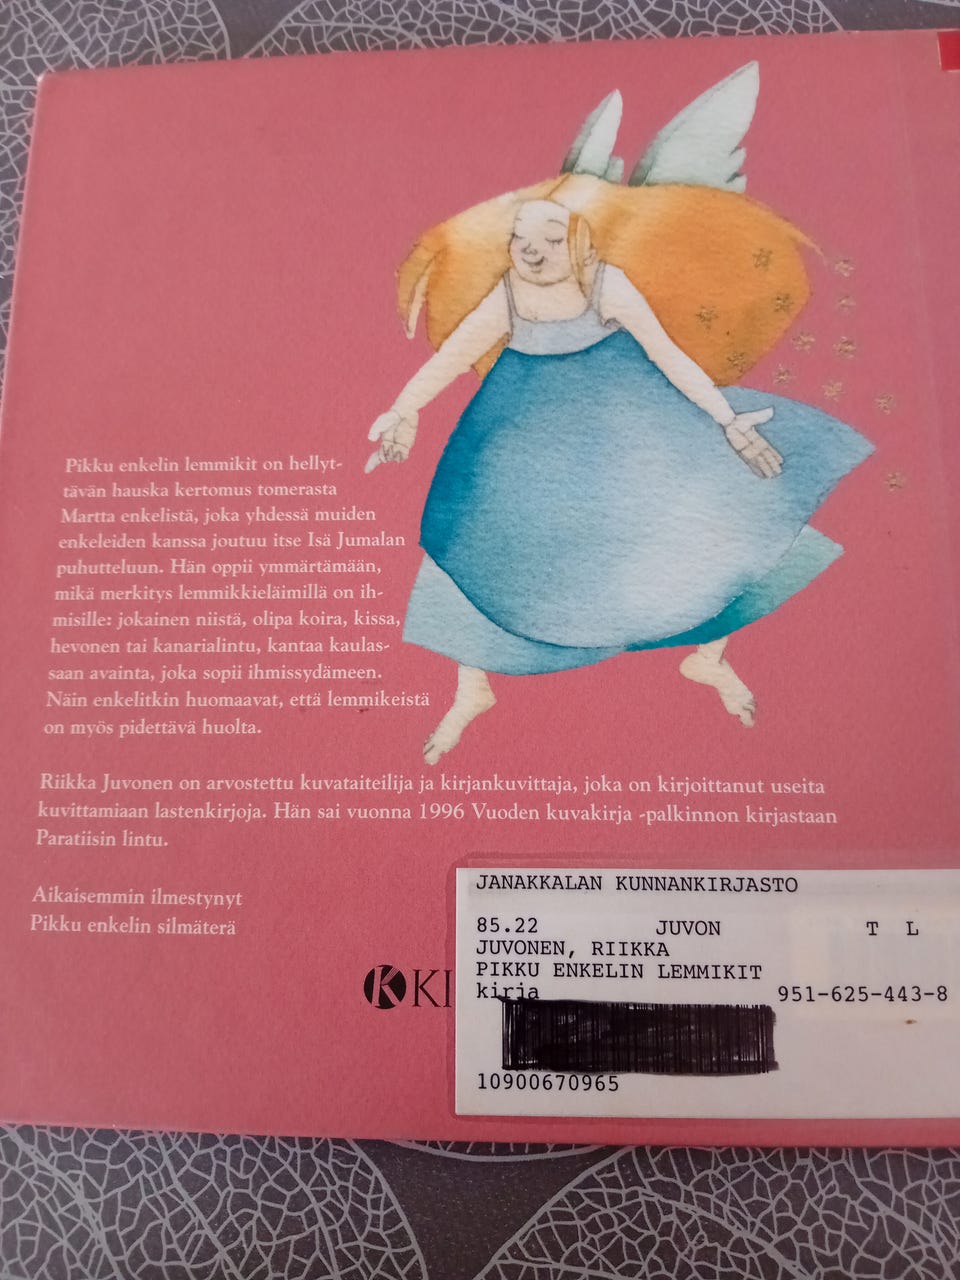 Pikku enkelin lemmikit on hellyt-
tävän hauska kertomus tomerasta
Martta enkelistä, joka yhdessä muiden
enkeleiden kanssa joutuu itse Isä Jumalan
puhutteluun. Hän oppii ymmärtämään,
mikä merkitys lemmikkieläimillä on ih-
misille: jokainen niistä, olipa koira, kissa,
hevonen tai kanarialintu, kantaa kaulas-
saan avainta, joka sopii ihmissydämeen.
Näin enkelitkin huomaavat, että lemmikeistä
on myös pidettävä huolta.
Riikka Juvonen on arvostettu kuvataiteilija ja kirjankuvittaja, joka on kirjoittanut useita
kuvittamiaan lastenkirjoja. Hän sai vuonna 1996 Vuoden kuvakirja -palkinnon kirjastaan
Paratiisin lintu.
Aikaisemmin ilmestynyt
Pikku enkelin silmäterä
K KI
JANAKKALAN KUNNANKIRJASTO
85.22 JUVON T L
JUVONEN, RIIKKA
PIKKU ENKELIN LEMMIKIT
kirja 951-625-443-8
10900670965